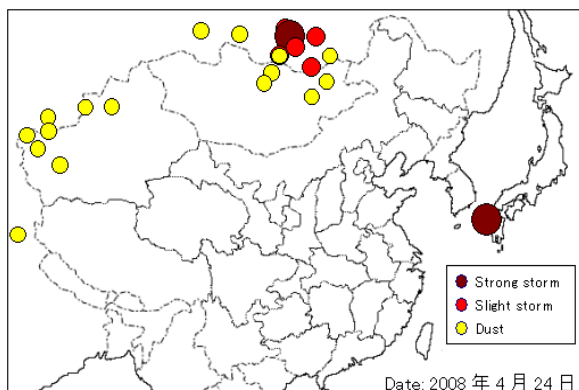 Strong storm
Slight storm
Dust
Date: 2008 年 4 月 24 日